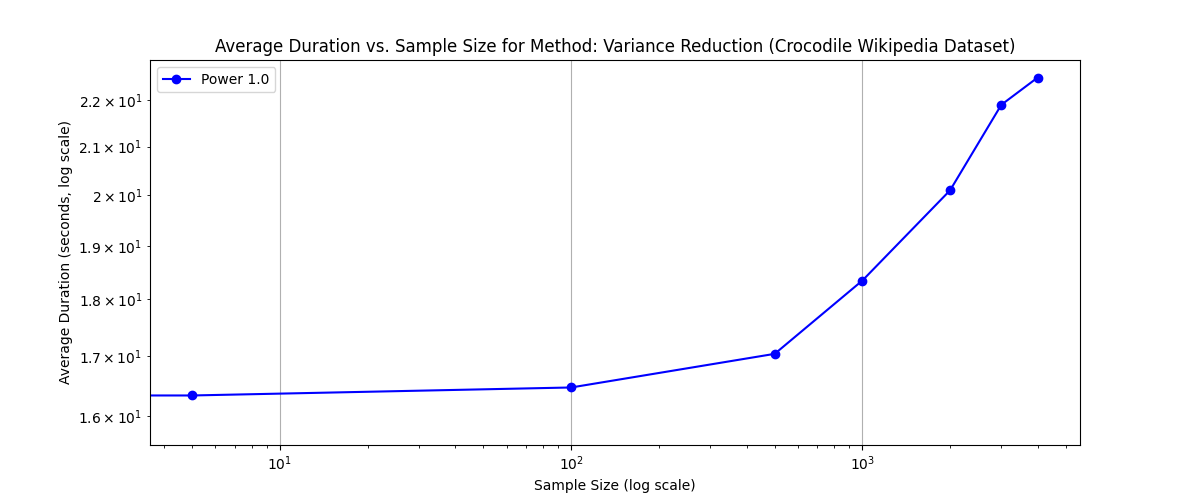 Average Duration vs. Sample Size for Method: Variance Reduction (Crocodile Wikipedia Dataset)
Power 1.0
2.2 × 10¹
2.1 × 10¹
2 × 10¹
1.9 × 10¹
1.8 × 10¹
1.7 × 10¹
1.6 × 10¹
Average Duration (seconds, log scale)
10¹ 10² 10³
Sample Size (log scale)